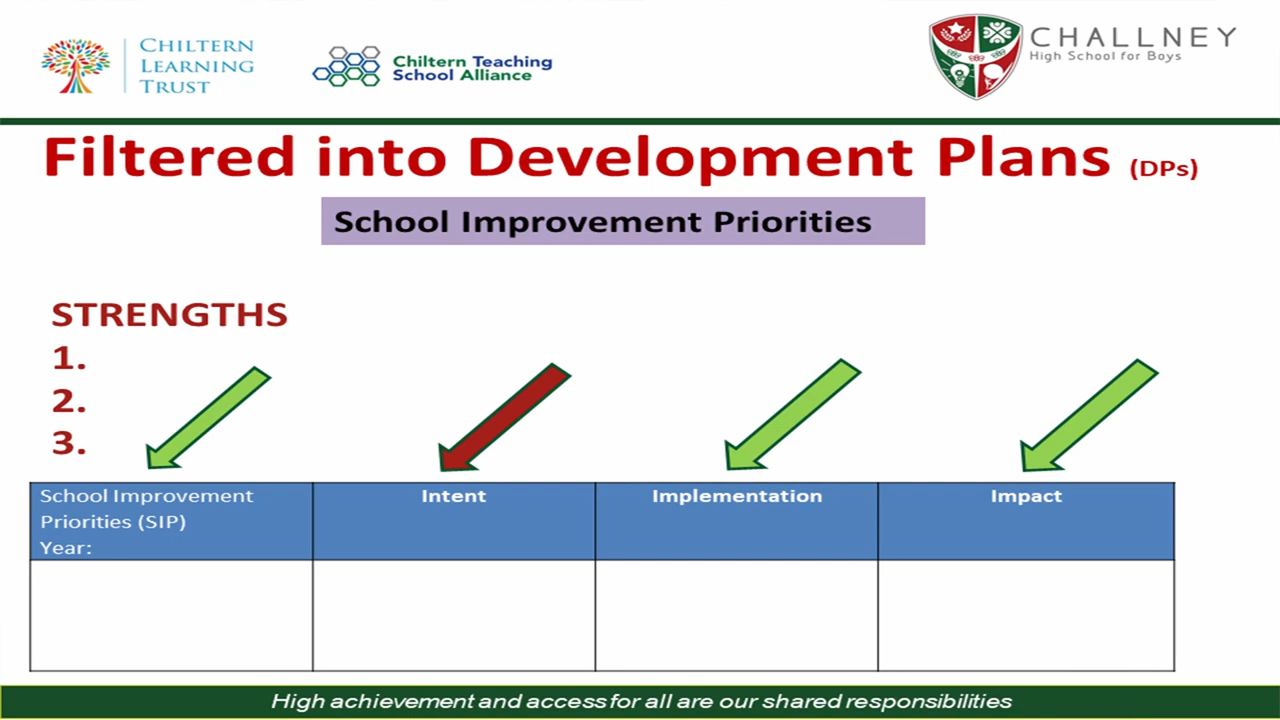 CHILTERN
LEARNING
TRUST
Chiltern Teaching
School Alliance
CHALLNEY
High School for Boys
Filtered into Development Plans (DPs)
School Improvement Priorities
STRENGTHS
1.
2.
3.
School Improvement
Priorities (SIP)
Year:
Intent
Implementation
Impact
High achievement and access for all are our shared responsibilities